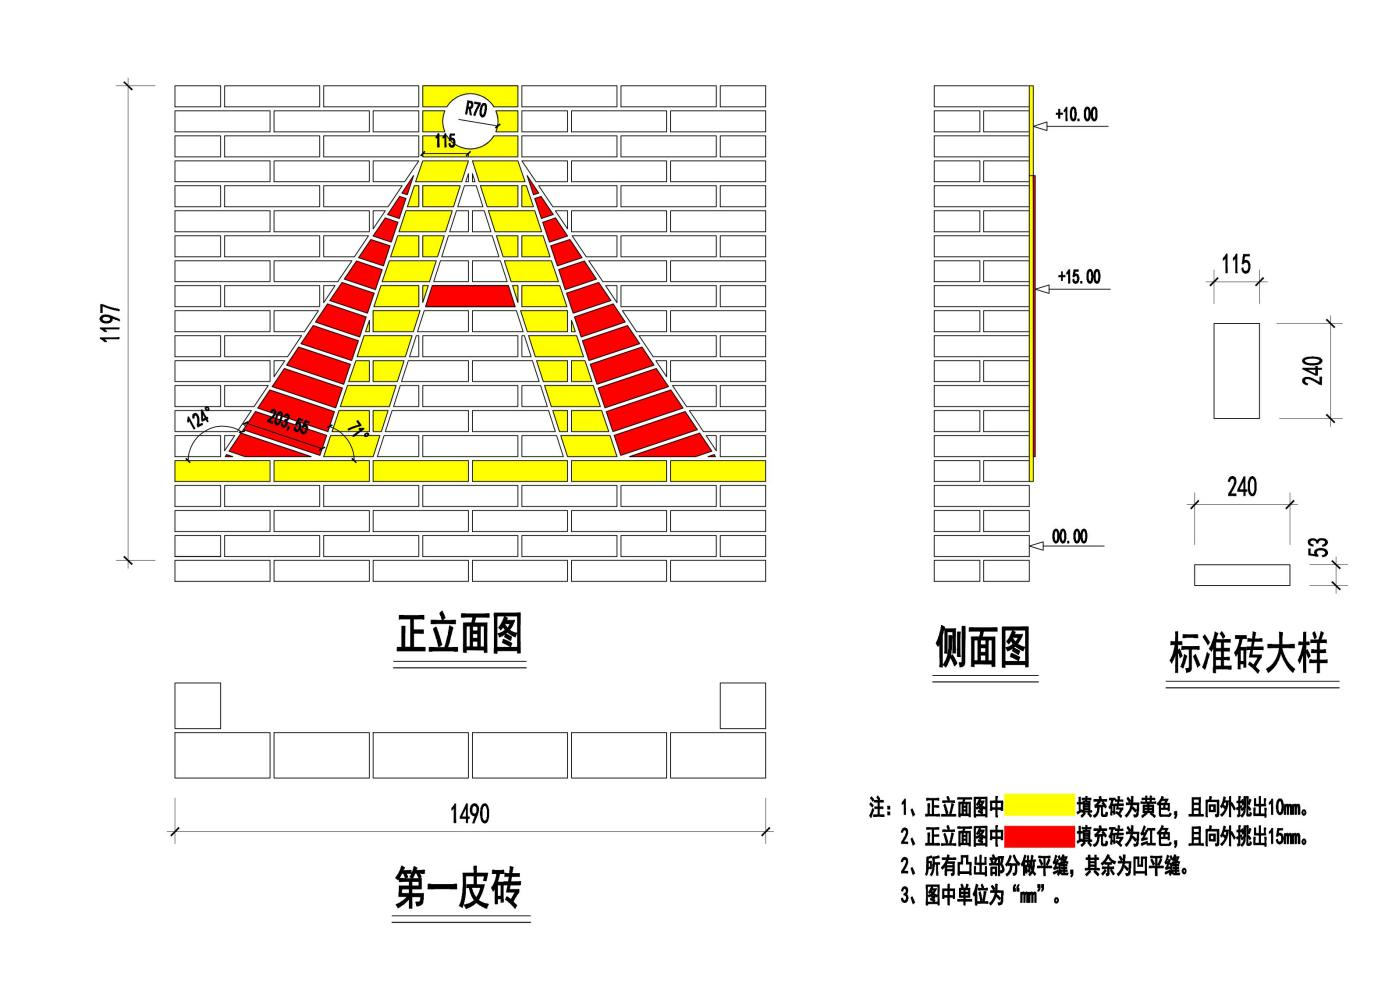 R70
115
1197
124°
203,55
71°
正立面图
+10.00
+15.00
00.00
侧面图
115
240
240
53
标准砖大样
1490
第一皮砖
注：1、正立面图中 填充砖为黄色，且向外挑出10mm。
2、正立面图中 填充砖为红色，且向外挑出15mm。
2、所有凸出部分做平缝，其余为凹平缝。
3、图中单位为“mm”。